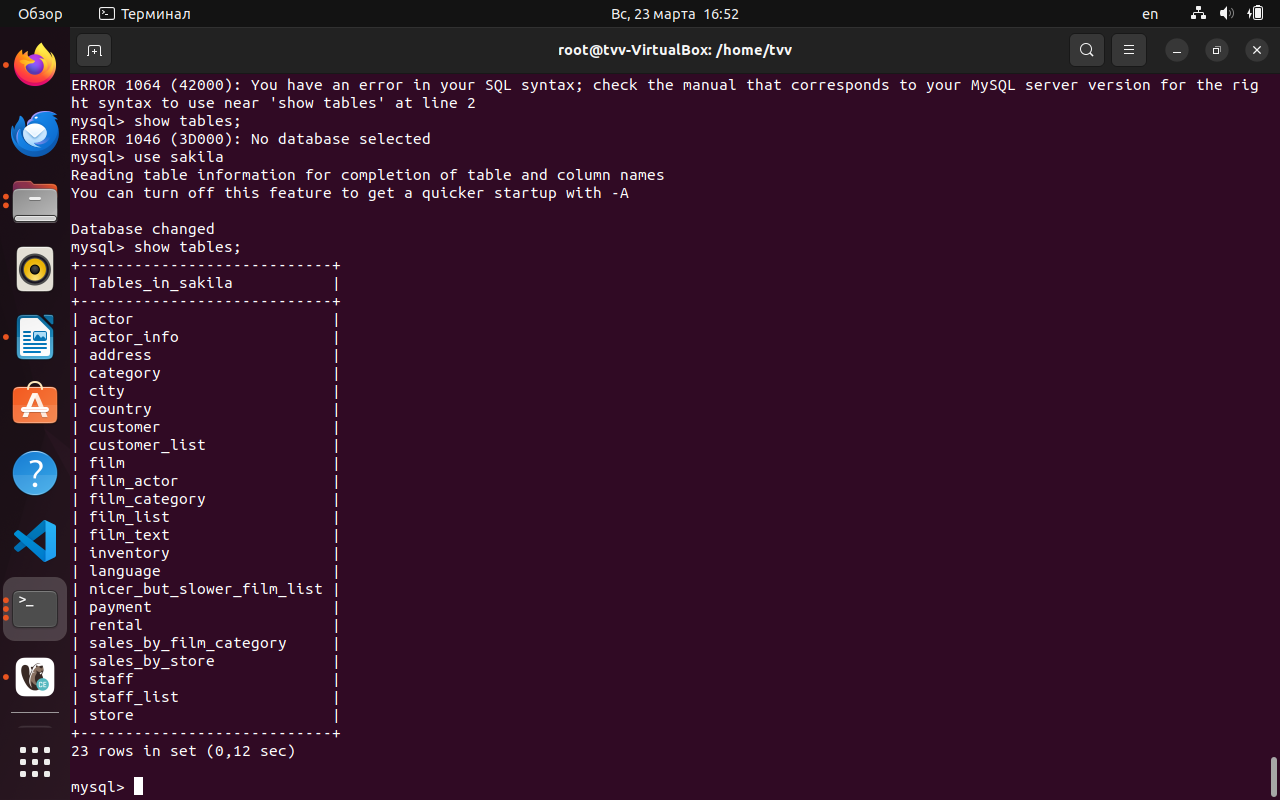 Обзор
Терминал
Вс, 23 марта 16:52
en
root@tvv-VirtualBox: /home/tvv
ERROR 1064 (42000): You have an error in your SQL syntax; check the manual that corresponds to your MySQL server version for the rig
ht syntax to use near 'show tables' at line 2
mysql> show tables;
ERROR 1046 (3D000): No database selected
mysql> use sakila
Reading table information for completion of table and column names
You can turn off this feature to get a quicker startup with -A
Database changed
mysql> show tables;
+----------------------------+
| Tables_in_sakila           |
+----------------------------+
| actor                      |
| actor_info                 |
| address                    |
| category                   |
| city                       |
| country                    |
| customer                   |
| customer_list              |
| film                       |
| film_actor                 |
| film_category              |
| film_list                  |
| film_text                  |
| inventory                  |
| language                   |
| nicer_but_slower_film_list |
| payment                    |
| rental                     |
| sales_by_film_category     |
| sales_by_store             |
| staff                      |
| staff_list                 |
| store                      |
+----------------------------+
23 rows in set (0,12 sec)
mysql>